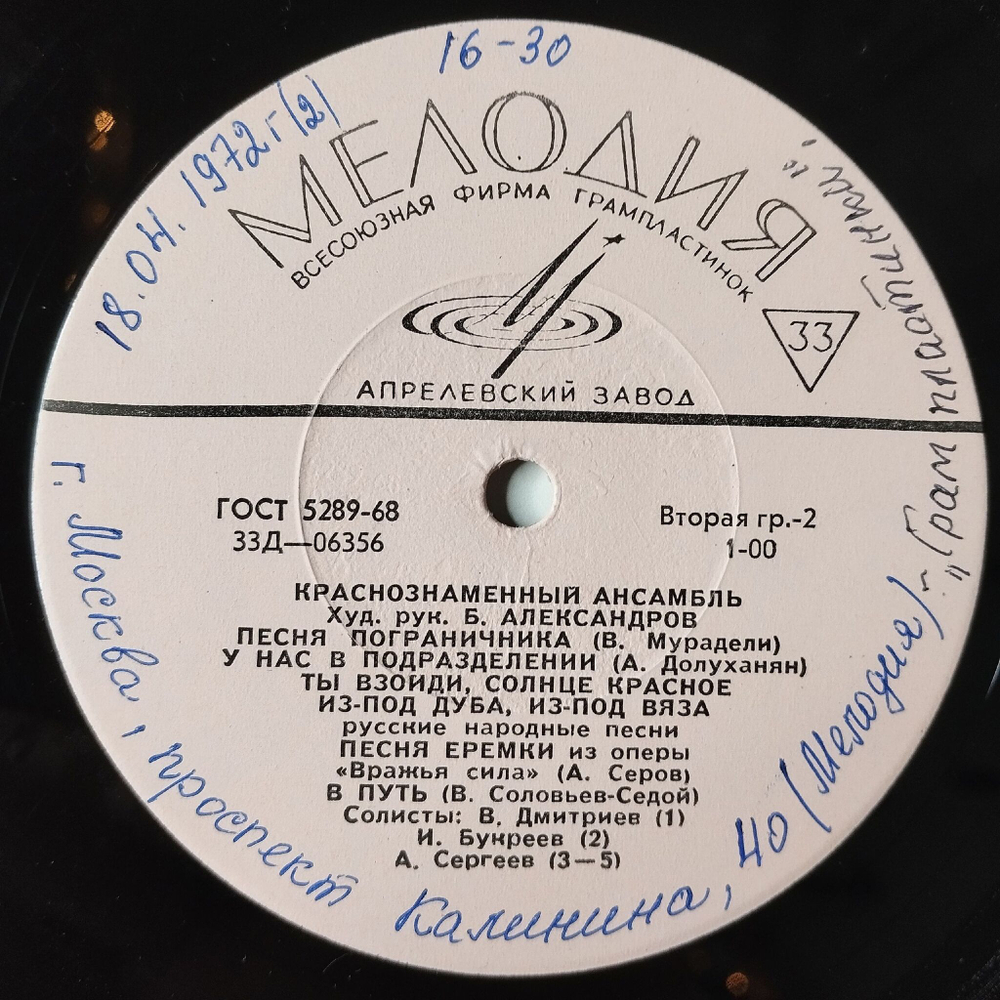 16-30
18.04.1972 г (2)
МЕЛОДИЯ
ВСЕСОЮЗНАЯ ФИРМА ГРАМПЛАСТИНОК
33
АПРЕЛЕВСКИЙ ЗАВОД
ГОСТ 5289-68
33Д—06356
Вторая гр.-2
1-00
КРАСНОЗНАМЕННЫЙ АНСАМБЛЬ
Худ. рук. Б. АЛЕКСАНДРОВ
ПЕСНЯ ПОГРАНИЧНИКА (В. Мурадели)
У НАС В ПОДРАЗДЕЛЕНИИ (А. Долуханян)
ТЫ ВЗОЙДИ, СОЛНЦЕ КРАСНОЕ
ИЗ-ПОД ДУБА, ИЗ-ПОД ВЯЗА
русские народные песни
ПЕСНЯ ЕРЕМКИ из оперы
«Вражья сила» (А. Серов)
В ПУТЬ (В. Соловьев-Седой)
Солисты: В. Дмитриев (1)
И. Букреев (2)
А. Сергеев (3—5)
г. Москва, проспект Калинина, 40 (Мелодия)-